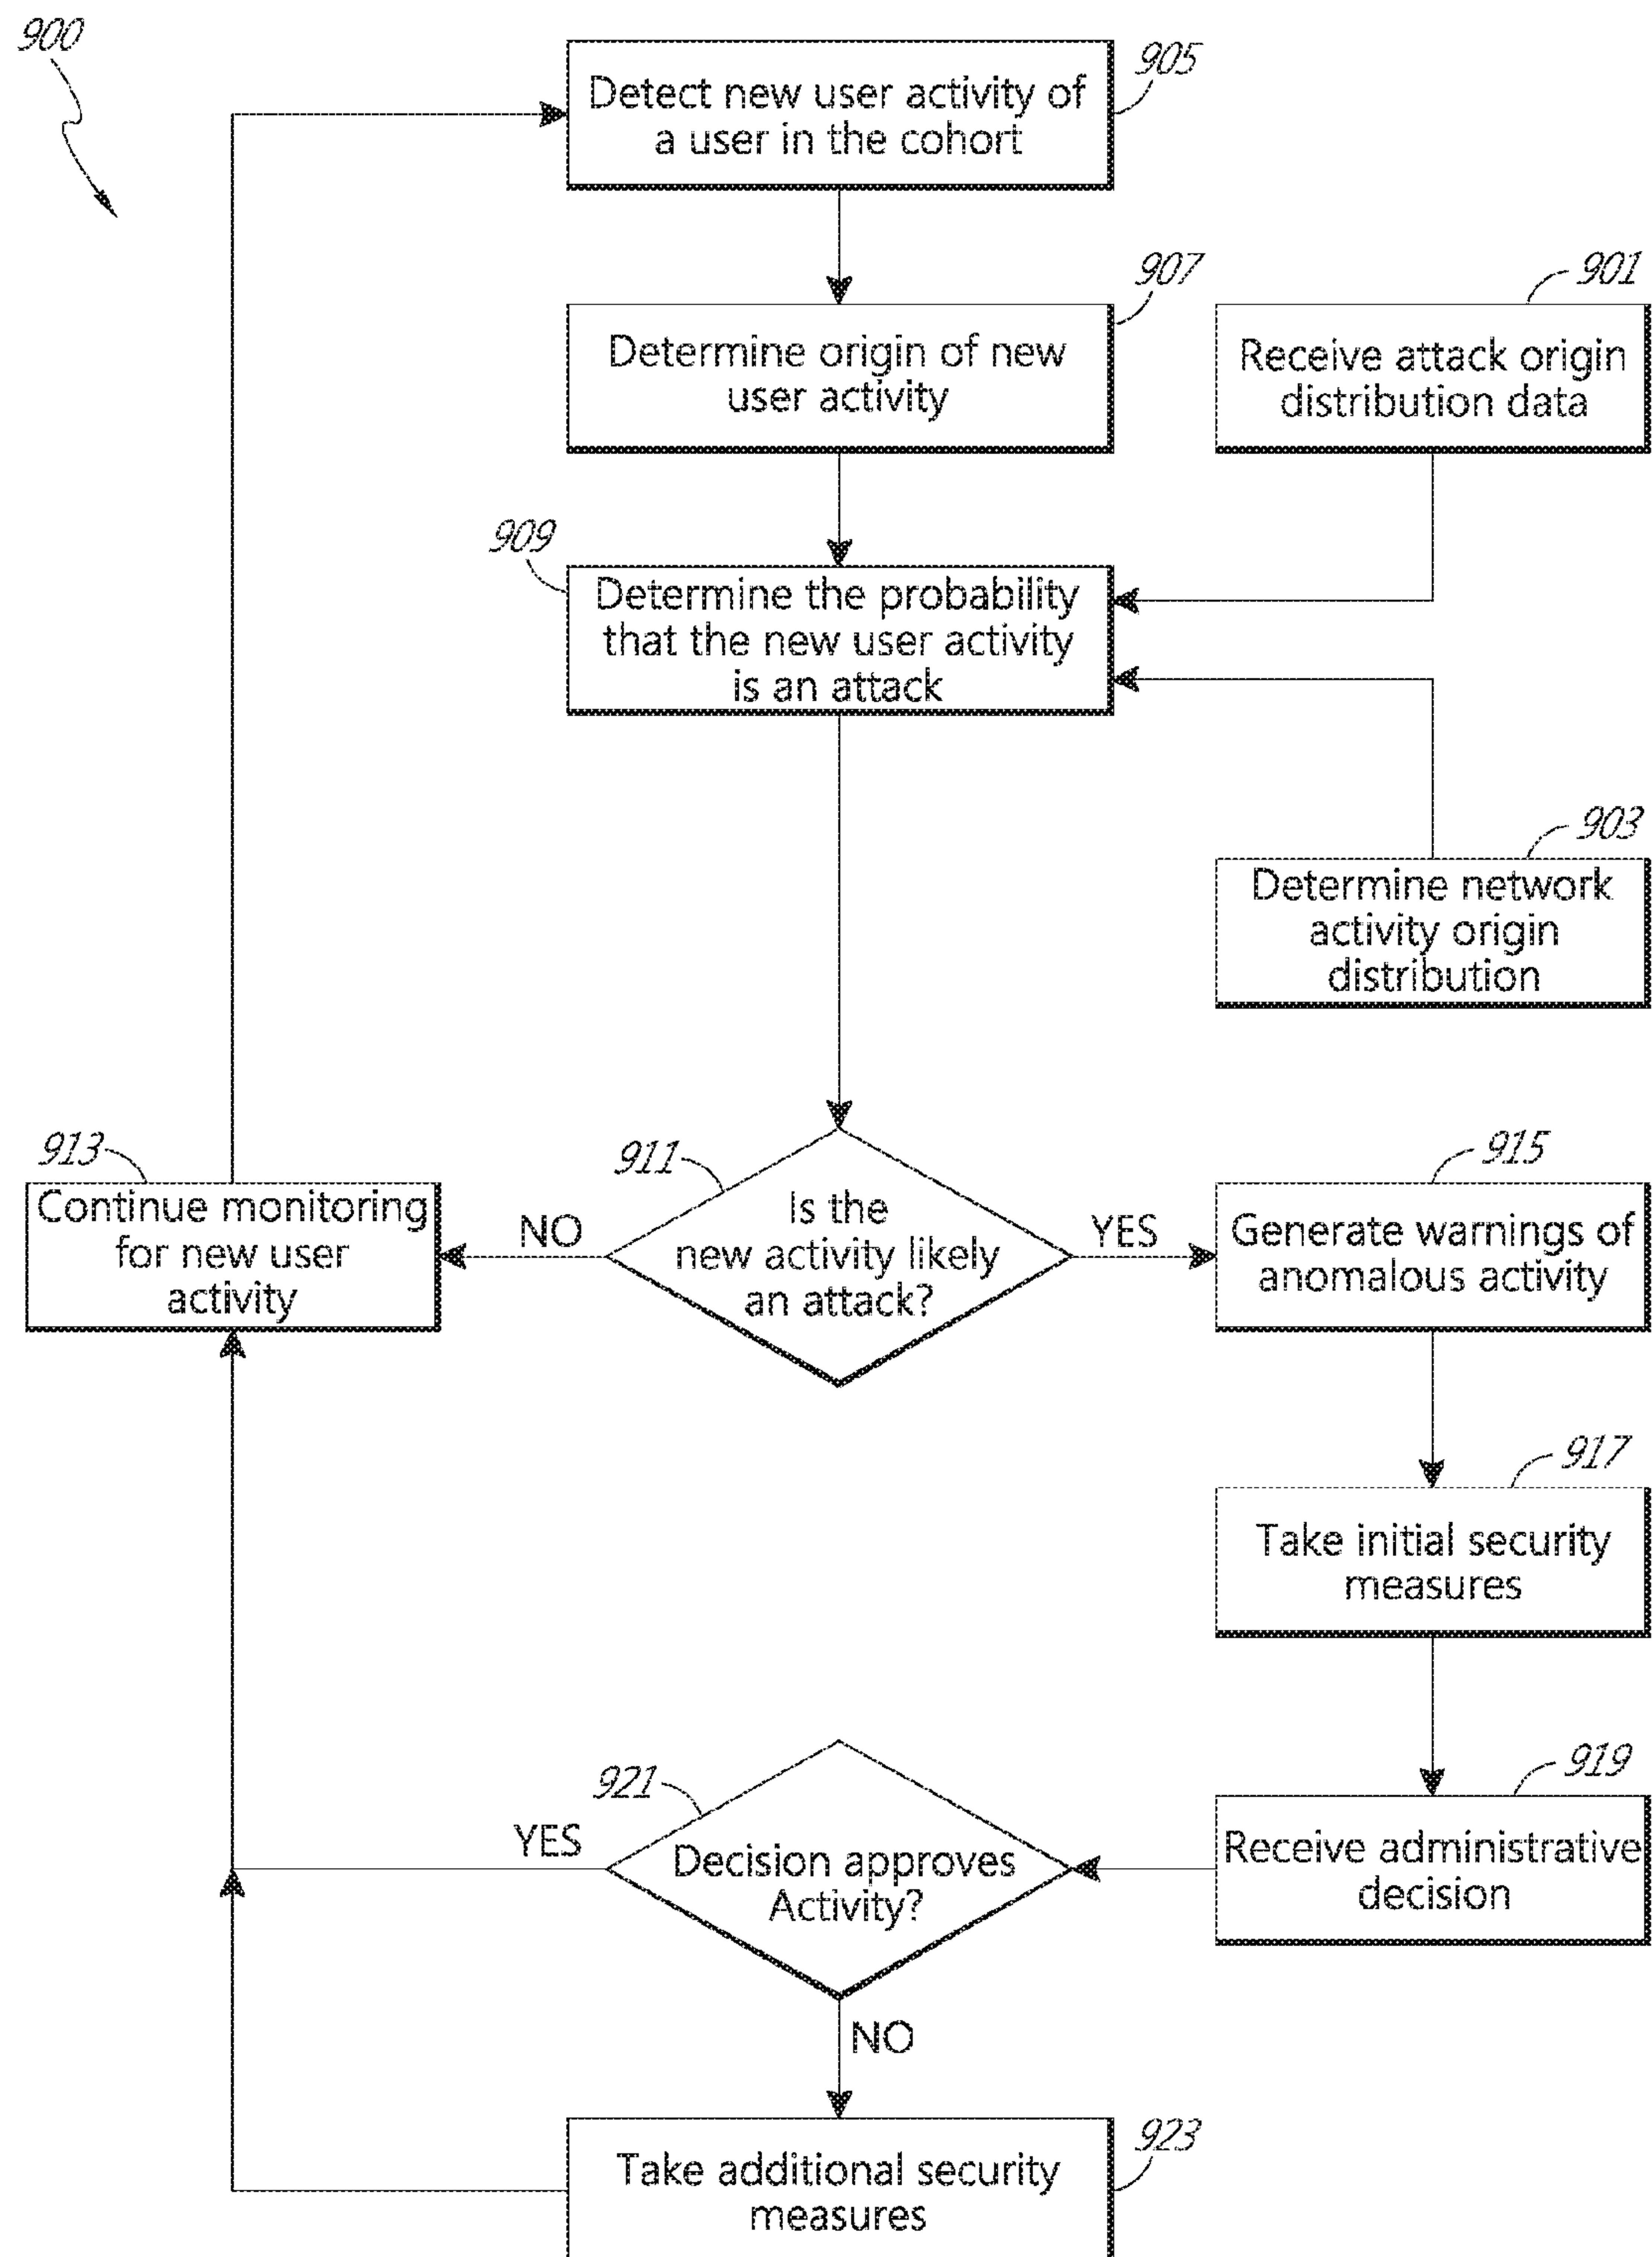 900
905
Detect new user activity of
a user in the cohort
907
Determine origin of new
user activity
901
Receive attack origin
distribution data
909
Determine the probability
that the new user activity
is an attack
903
Determine network
activity origin
distribution
913
Continue monitoring
for new user
activity
NO
911
Is the
new activity likely
an attack?
YES
915
Generate warnings of
anomalous activity
917
Take initial security
measures
919
Receive administrative
decision
921
Decision approves
Activity?
YES
NO
923
Take additional security
measures